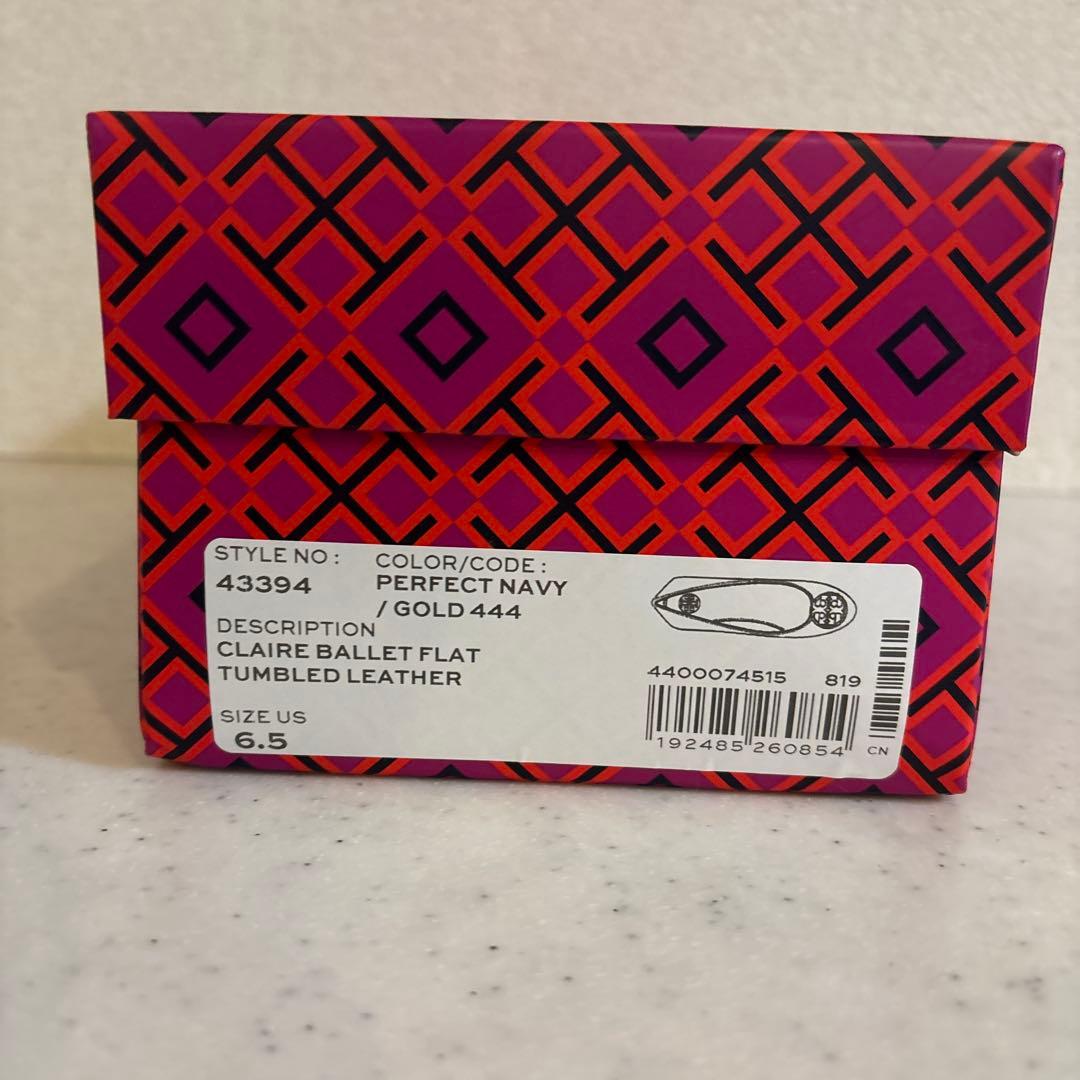 STYLE NO :
43394
COLOR/CODE :
PERFECT NAVY
/ GOLD 444
DESCRIPTION
CLAIRE BALLET FLAT
TUMBLED LEATHER
SIZE US
6.5
4400074515 819
192485 260854
CN